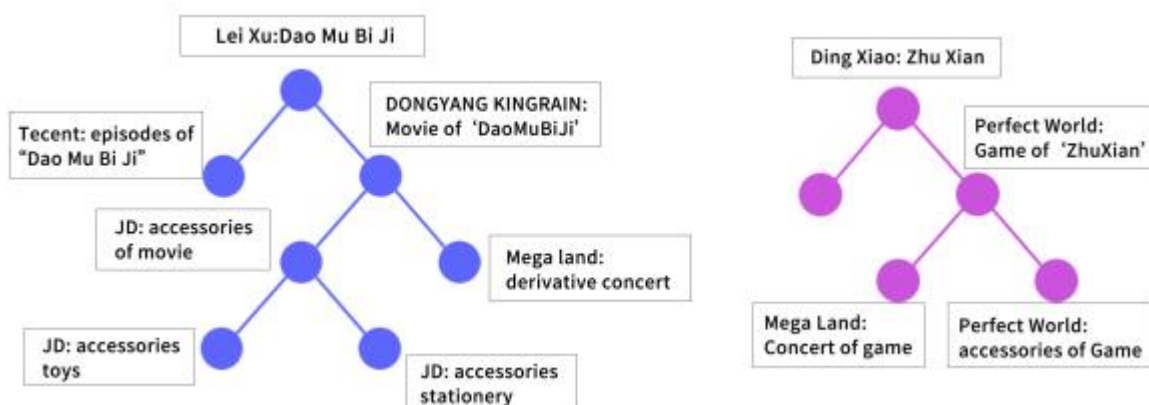 Lei Xu:Dao Mu Bi Ji
Tecent: episodes of
“Dao Mu Bi Ji”
DONGYANG KINGRAIN:
Movie of ‘DaoMuBiJi’
JD: accessories
of movie
Mega land:
derivative concert
JD: accessories
toys
JD: accessories
stationery
Ding Xiao: Zhu Xian
Perfect World:
Game of ‘ZhuXian’
Mega Land:
Concert of game
Perfect World:
accessories of Game